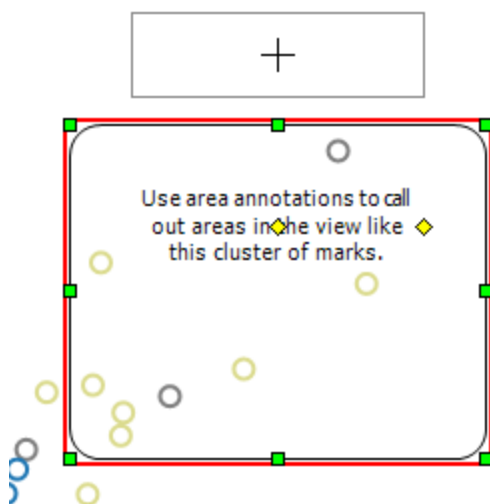 Use area annotations to call
out areas in the view like
this cluster of marks.